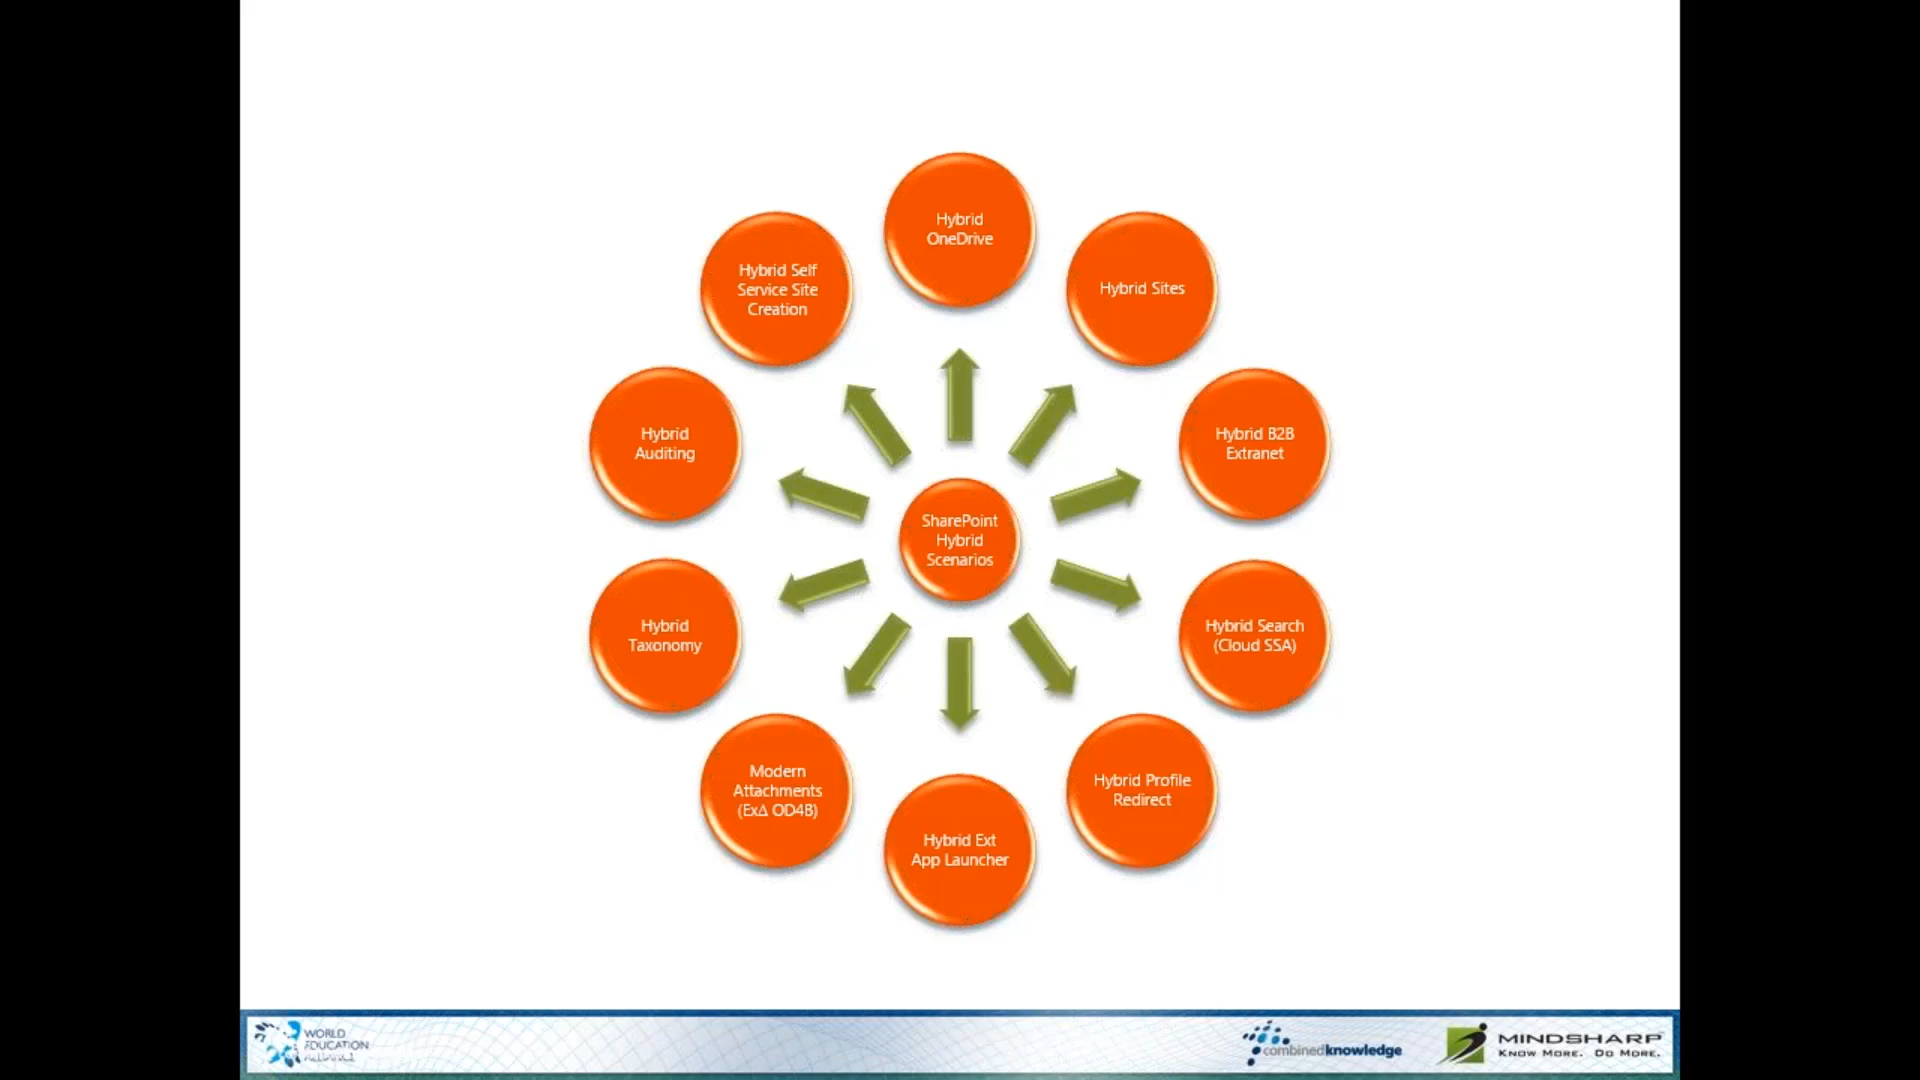 Hybrid
OneDrive
Hybrid Sites
Hybrid B2B
Extranet
Hybrid Search
(Cloud SSA)
Hybrid Profile
Redirect
Hybrid Ext
App Launcher
Modern
Attachments
(Ex∆ OD4B)
Hybrid
Taxonomy
Hybrid
Auditing
Hybrid Self
Service Site
Creation
SharePoint
Hybrid
Scenarios
WORLD
EDUCATION
ALLIANCE
combinedknowledge
MINDSHARP
KNOW MORE. DO MORE.